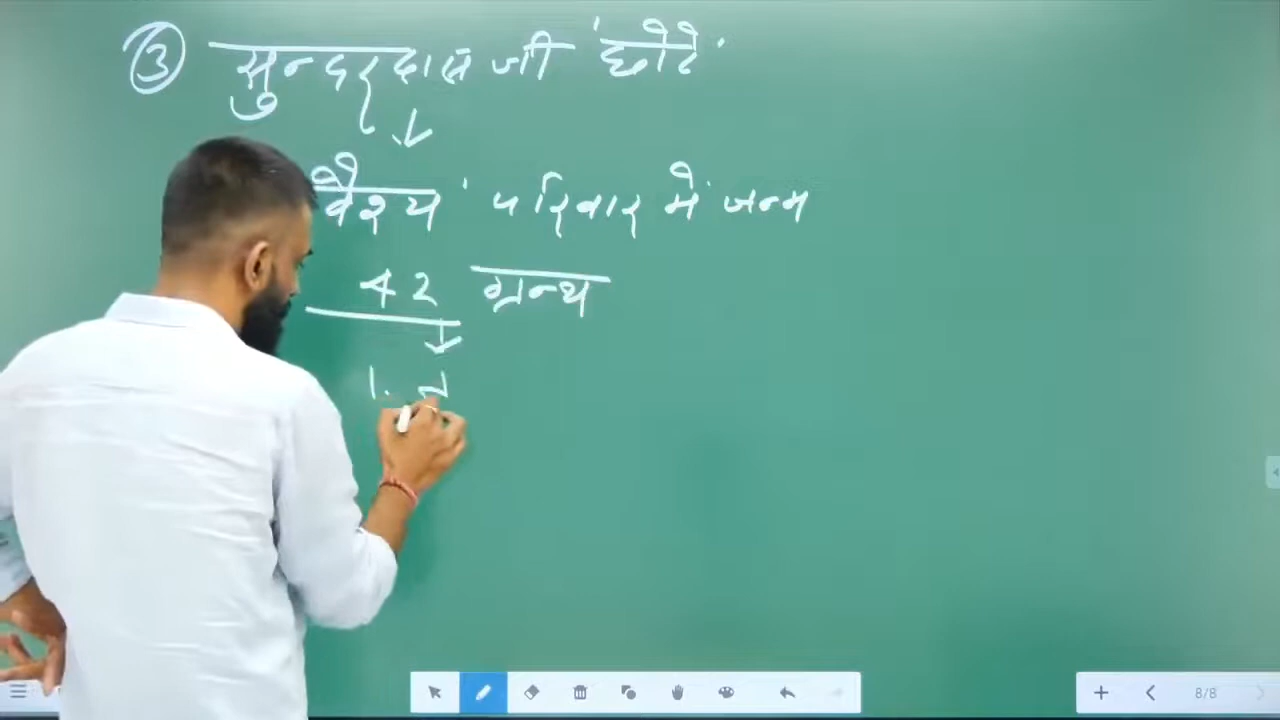 ③ सुन्दरदास जी 'छोटे'
वैश्य' परिवार में जन्म
42 ग्रन्थ
1.
8/8